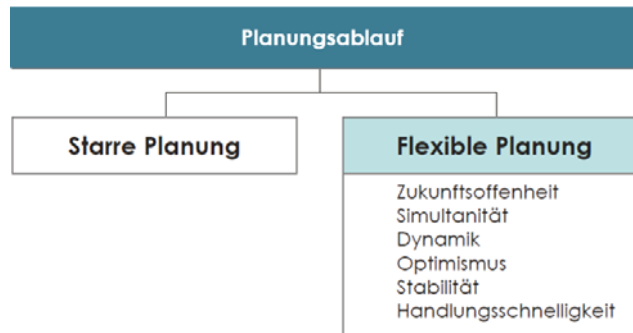 Planungsablauf
Starre Planung
Flexible Planung
Zukunftsoffenheit
Simultanität
Dynamik
Optimismus
Stabilität
Handlungsschnelligkeit